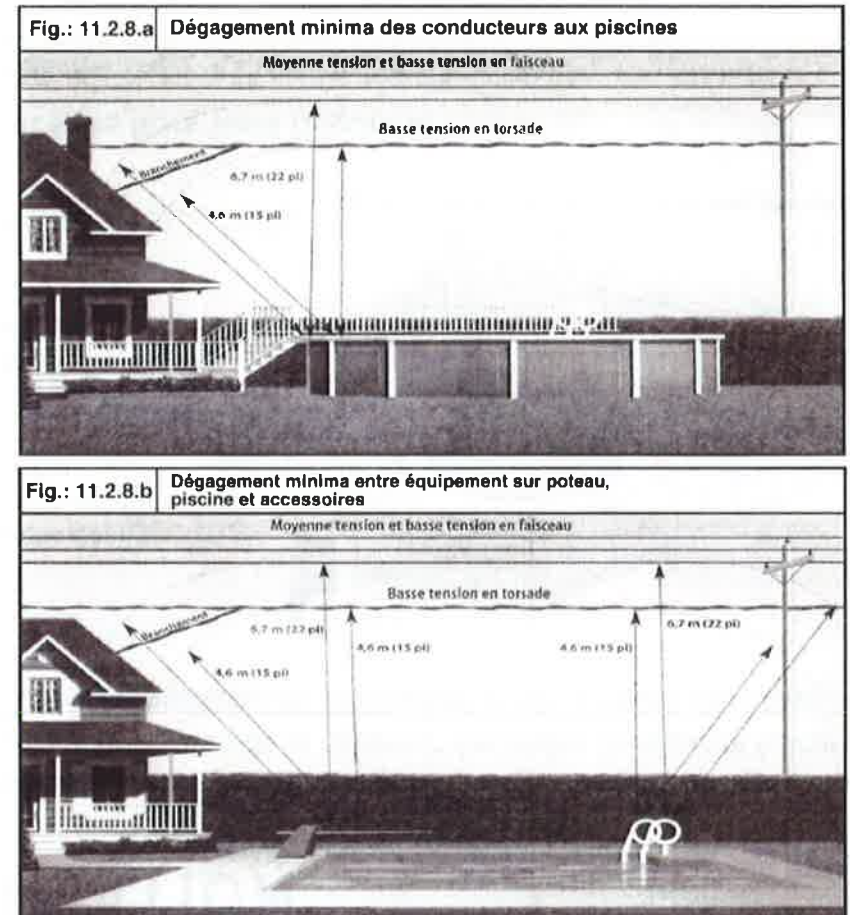 Fig.: 11.2.8.a Dégagement minima des conducteurs aux piscines
Moyenne tension et basse tension en faisceau
Basse tension en torsade
Branchement
6,7 m (22 pi)
4,6 m (15 pi)
Fig.: 11.2.8.b Dégagement minima entre équipement sur poteau,
piscine et accessoires
Moyenne tension et basse tension en faisceau
Basse tension en torsade
Branchement
6,7 m (22 pi)
4,6 m (15 pi)
4,6 m (15 pi)
4,6 m (15 pi)
6,7 m (22 pi)